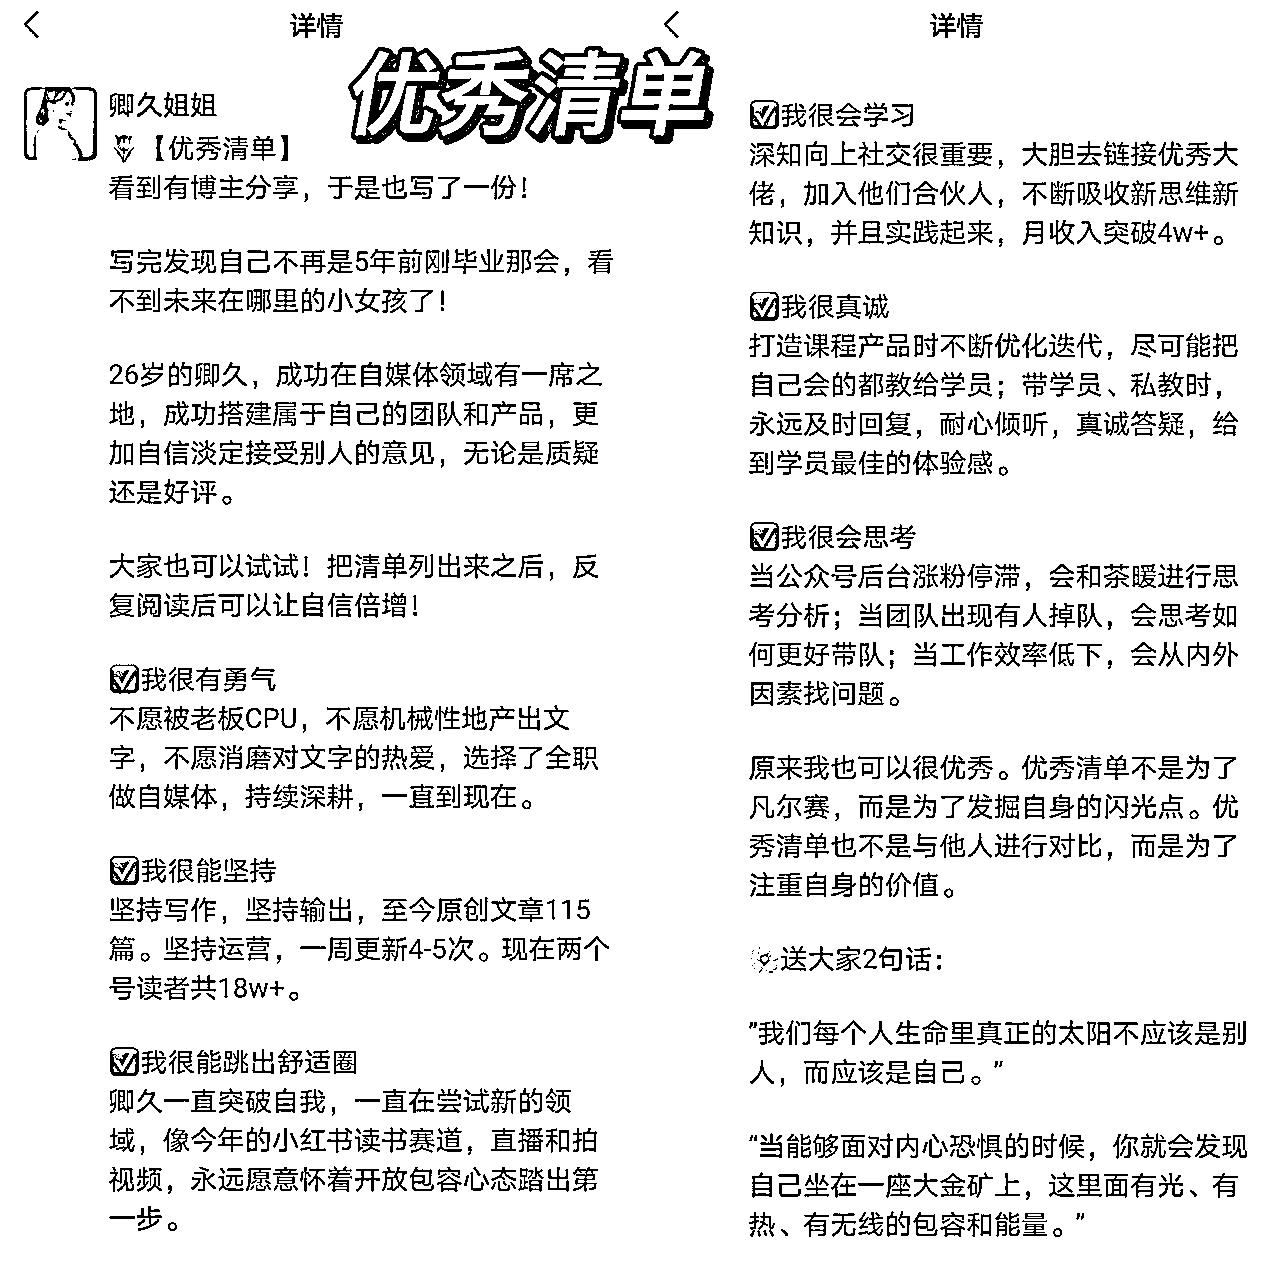 详情
优秀清单
卿久姐姐
【优秀清单】
看到有博主分享，于是也写了一份！
写完发现自己不再是5年前刚毕业那会，看
不到未来在哪里的小女孩了！
26岁的卿久，成功在自媒体领域有一席之
地，成功搭建属于自己的团队和产品，更
加自信淡定接受别人的意见，无论是质疑
还是好评。
大家也可以试试！把清单列出来之后，反
复阅读后可以让自信倍增！
我很有勇气
不愿被老板CPU，不愿机械性地产出文
字，不愿消磨对文字的热爱，选择了全职
做自媒体，持续深耕，一直到现在。
我很能坚持
坚持写作，坚持输出，至今原创文章115
篇。坚持运营，一周更新4-5次。现在两个
号读者共18w+。
我很能跳出舒适圈
卿久一直突破自我，一直在尝试新的领
域，像今年的小红书读书赛道，直播和拍
视频，永远愿意怀着开放包容心态踏出第
一步。
详情
我很会学习
深知向上社交很重要，大胆去链接优秀大
佬，加入他们合伙人，不断吸收新思维新
知识，并且实践起来，月收入突破4w+。
我很真诚
打造课程产品时不断优化迭代，尽可能把
自己会的都教给学员；带学员、私教时，
永远及时回复，耐心倾听，真诚答疑，给
到学员最佳的体验感。
我很会思考
当公众号后台涨粉停滞，会和茶暖进行思
考分析；当团队出现有人掉队，会思考如
何更好带队；当工作效率低下，会从内外
因素找问题。
原来我也可以很优秀。优秀清单不是为了
凡尔赛，而是为了发掘自身的闪光点。优
秀清单也不是与他人进行对比，而是为了
注重自身的价值。
送大家2句话：
”我们每个人生命里真正的太阳不应该是别
人，而应该是自己。”
“当能够面对内心恐惧的时候，你就会发现
自己坐在一座大金矿上，这里面有光、有
热、有无线的包容和能量。”